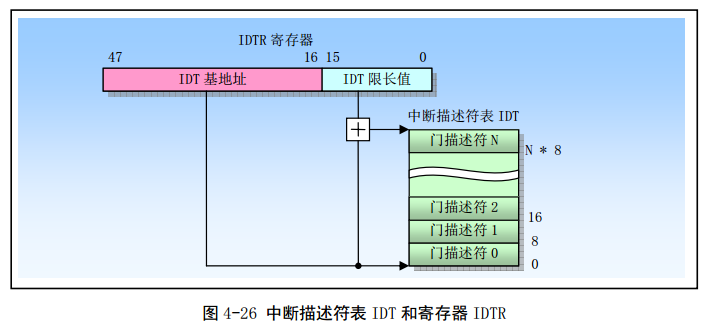 IDTR 寄存器
47 16 15 0
IDT 基地址 IDT 限长值
中断描述符表 IDT
门描述符 N
N * 8
门描述符 2
16
门描述符 1
8
门描述符 0
0
图 4-26 中断描述符表 IDT 和寄存器 IDTR